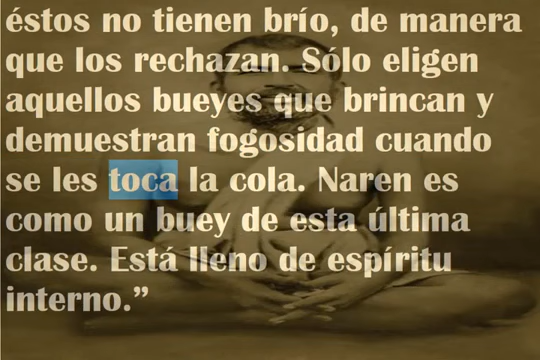 éstos no tienen brío, de manera
que los rechazan. Sólo eligen
aquellos bueyes que brincan y
demuestran fogosidad cuando
se les toca la cola. Naren es
como un buey de esta última
clase. Está lleno de espíritu
interno.”